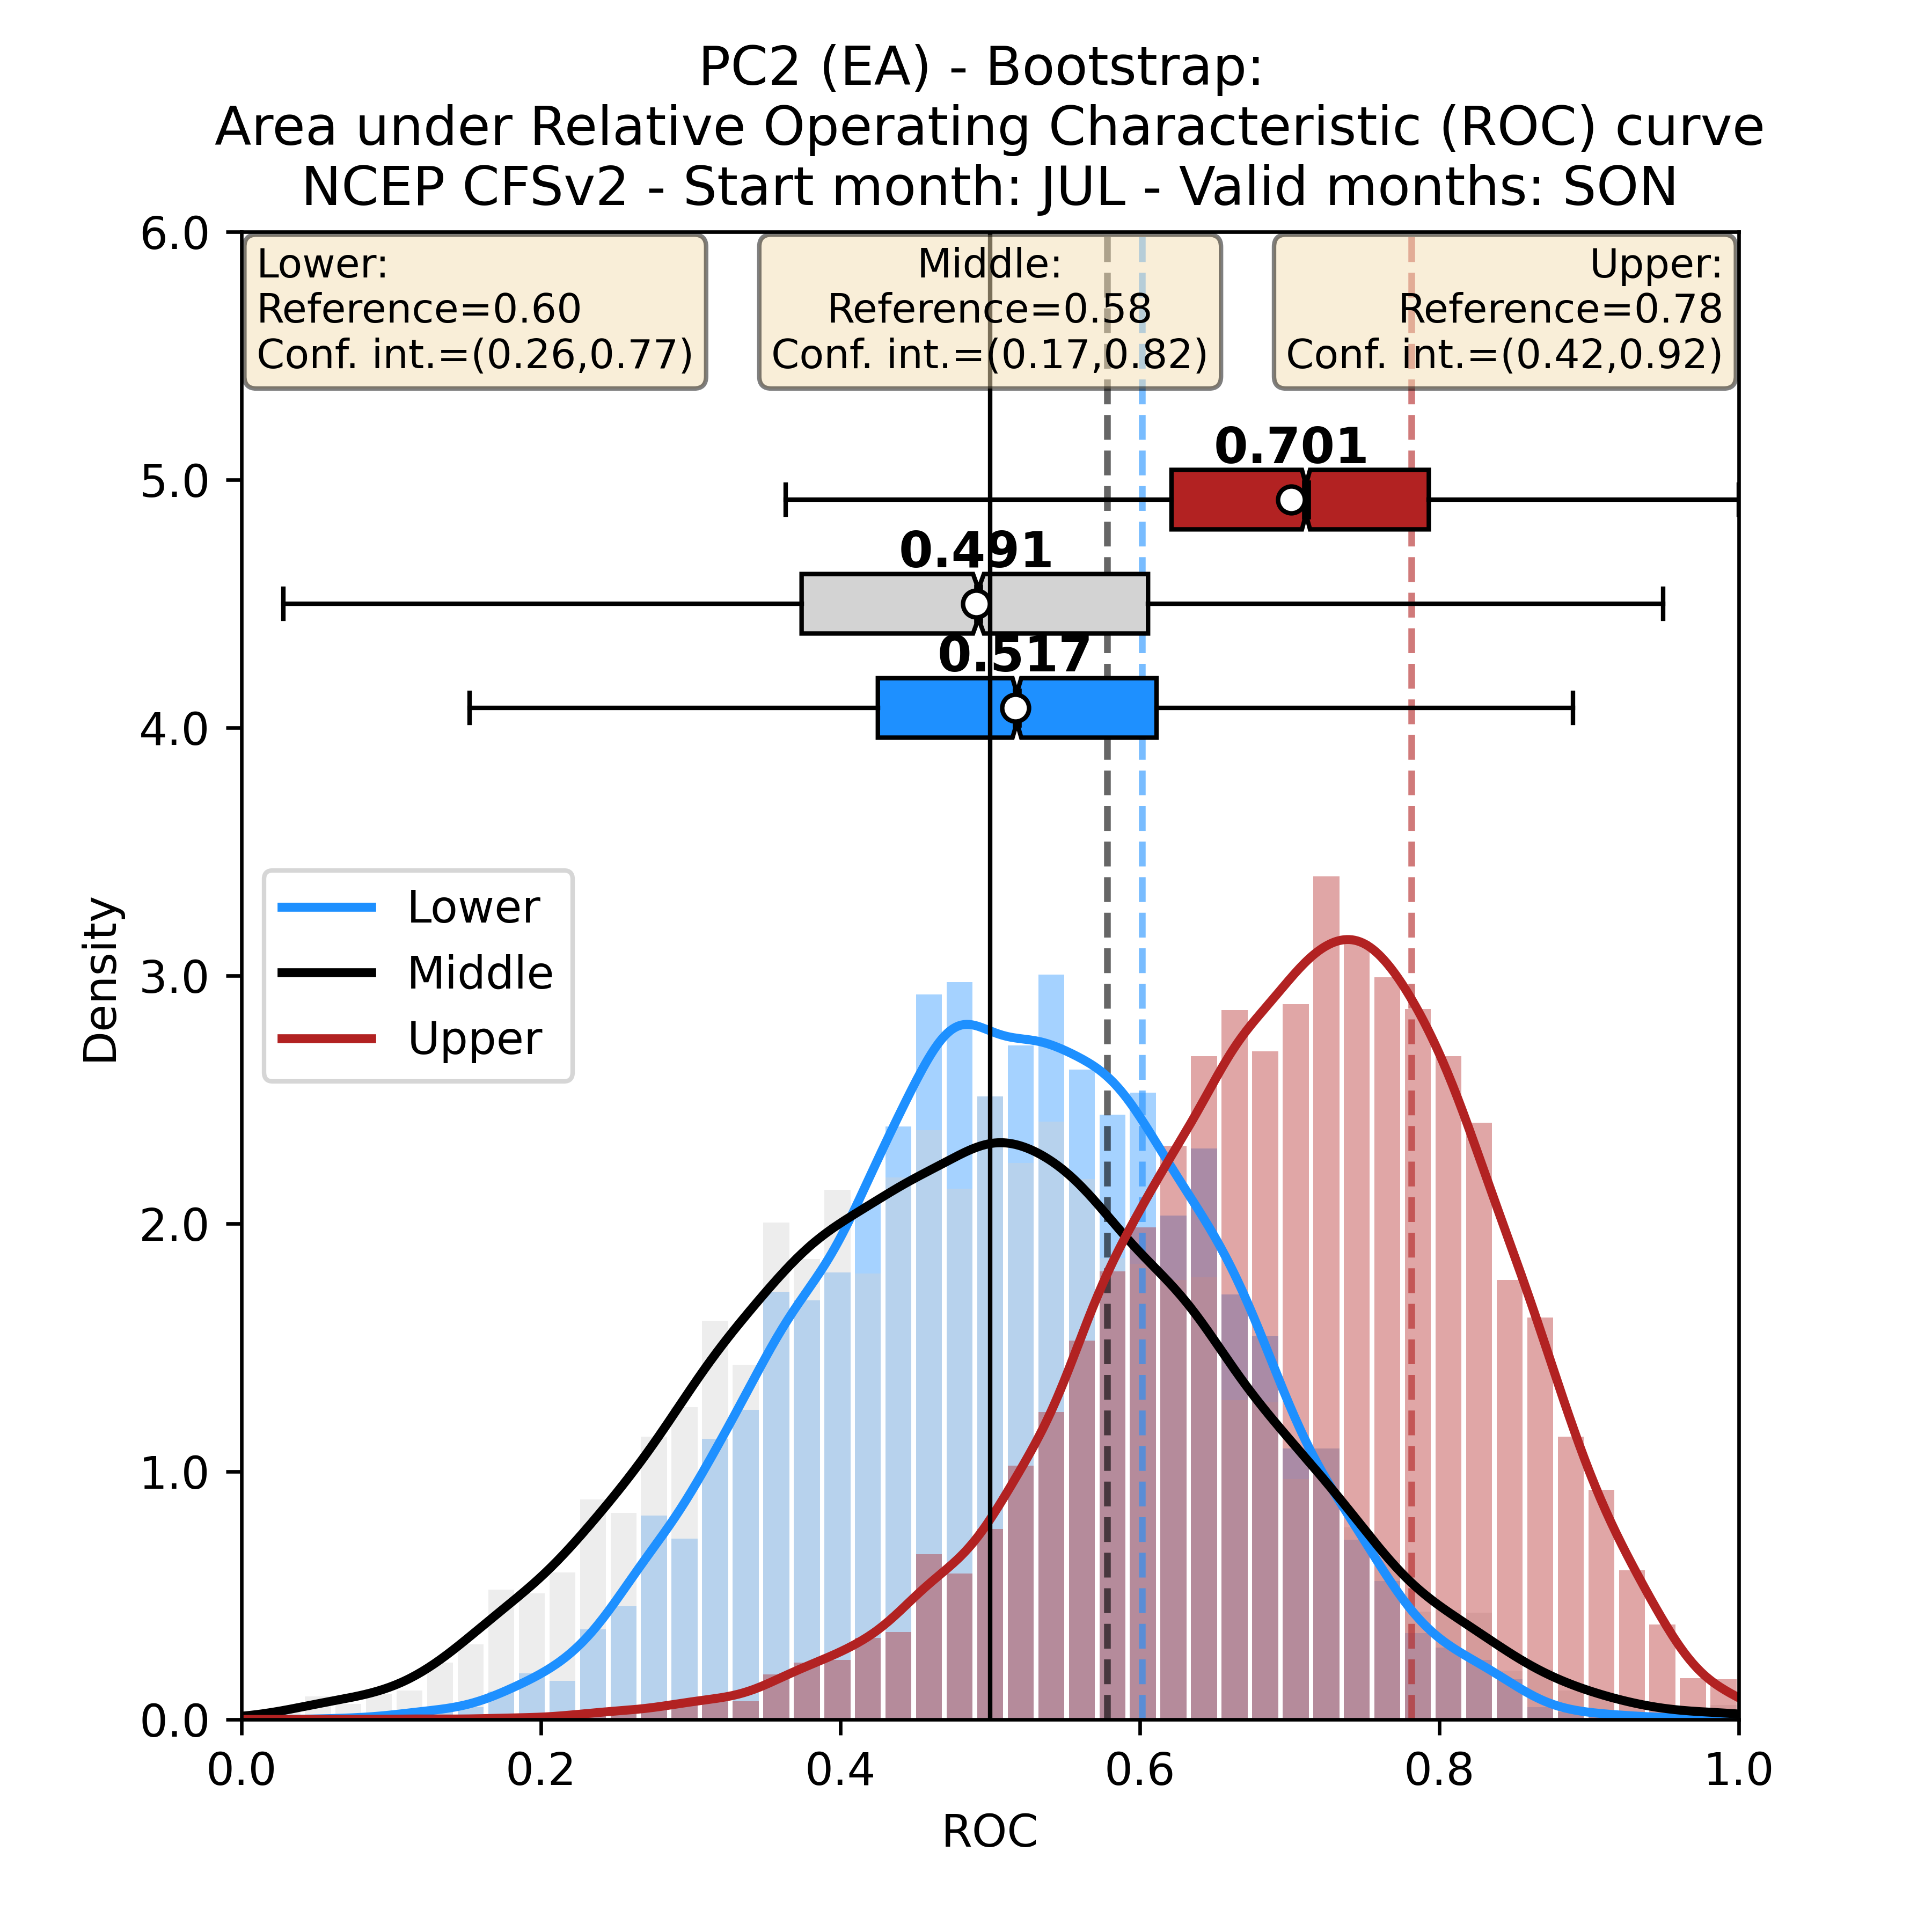 PC2 (EA) - Bootstrap:
Area under Relative Operating Characteristic (ROC) curve
NCEP CFSv2 - Start month: JUL - Valid months: SON
Lower:
Reference=0.60
Conf. int.=(0.26,0.77)
Middle:
Reference=0.58
Conf. int.=(0.17,0.82)
Upper:
Reference=0.78
Conf. int.=(0.42,0.92)
6.0
5.0
4.0
3.0
2.0
1.0
0.0
Density
0.701
0.491
0.517
Lower
Middle
Upper
0.0 0.2 0.4 0.6 0.8 1.0
ROC